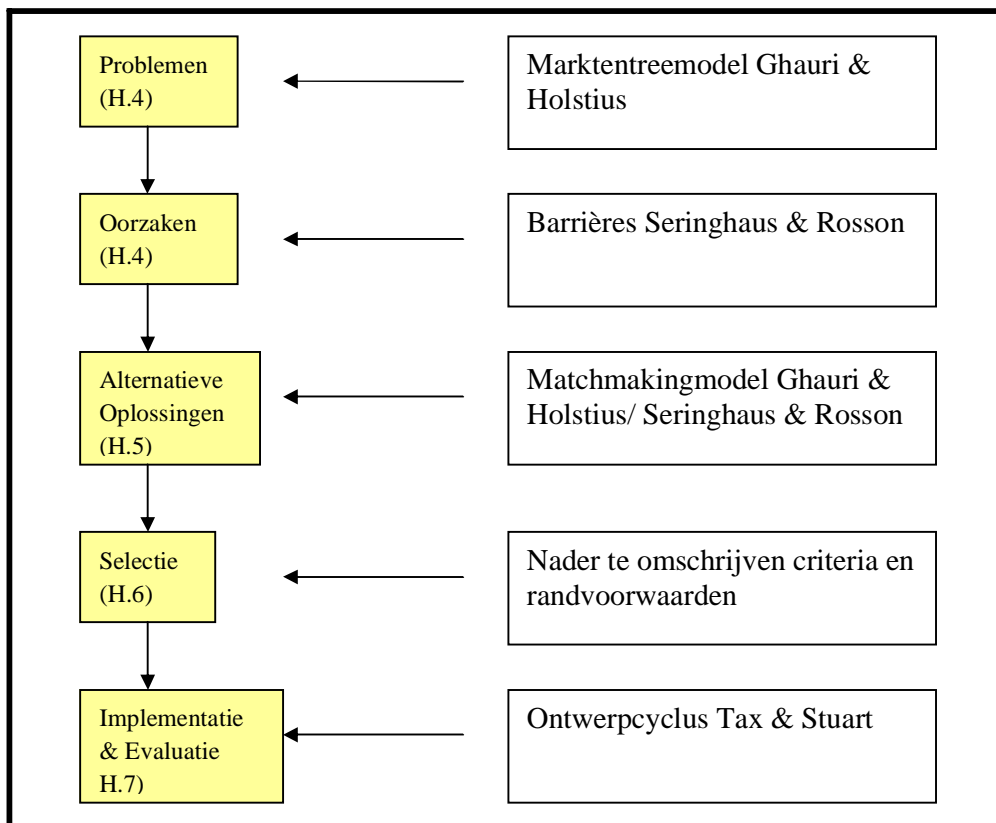 Problemen
(H.4)
Marktentreemodel Ghauri &
Holstius
Oorzaken
(H.4)
Barrières Seringhaus & Rosson
Alternatieve
Oplossingen
(H.5)
Matchmakingmodel Ghauri &
Holstius/ Seringhaus & Rosson
Selectie
(H.6)
Nader te omschrijven criteria en
randvoorwaarden
Implementatie
& Evaluatie
H.7)
Ontwerpcyclus Tax & Stuart